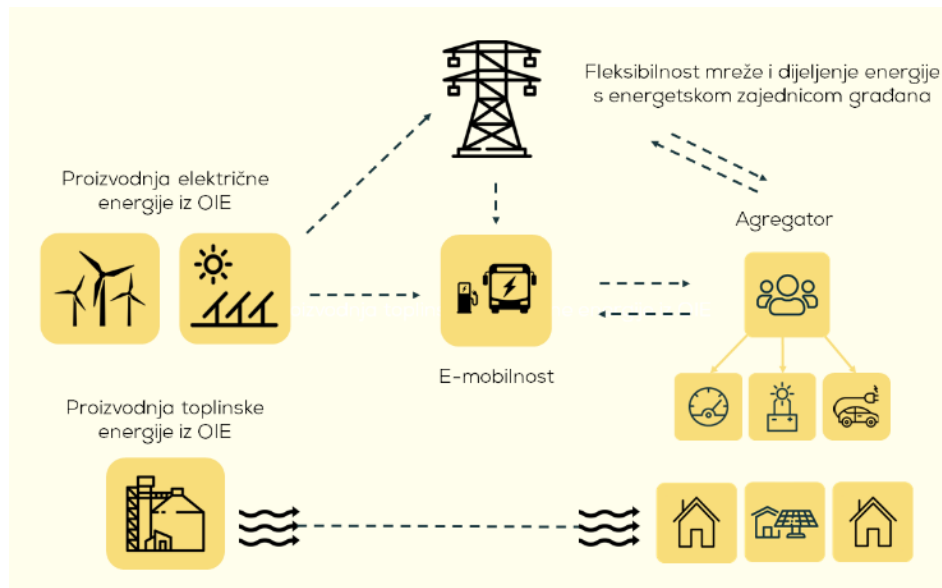 Fleksibilnost mreže i dijeljenje energije
s energetskom zajednicom građana
Proizvodnja električne
energije iz OIE
Agregator
E-mobilnost
Proizvodnja toplinske
energije iz OIE